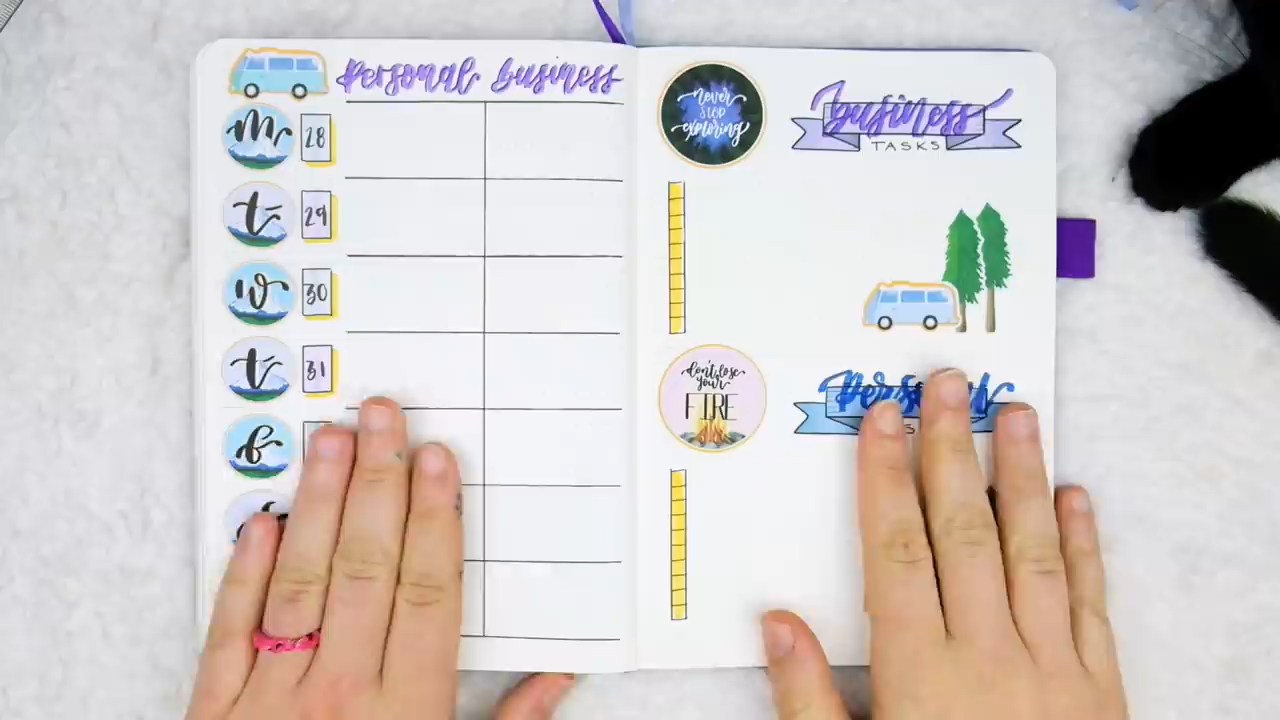 personal business
m 28
t 29
w 30
t 31
f
never
STOP
exploring
business
TASKS
don't lose
your
FIRE
Personal